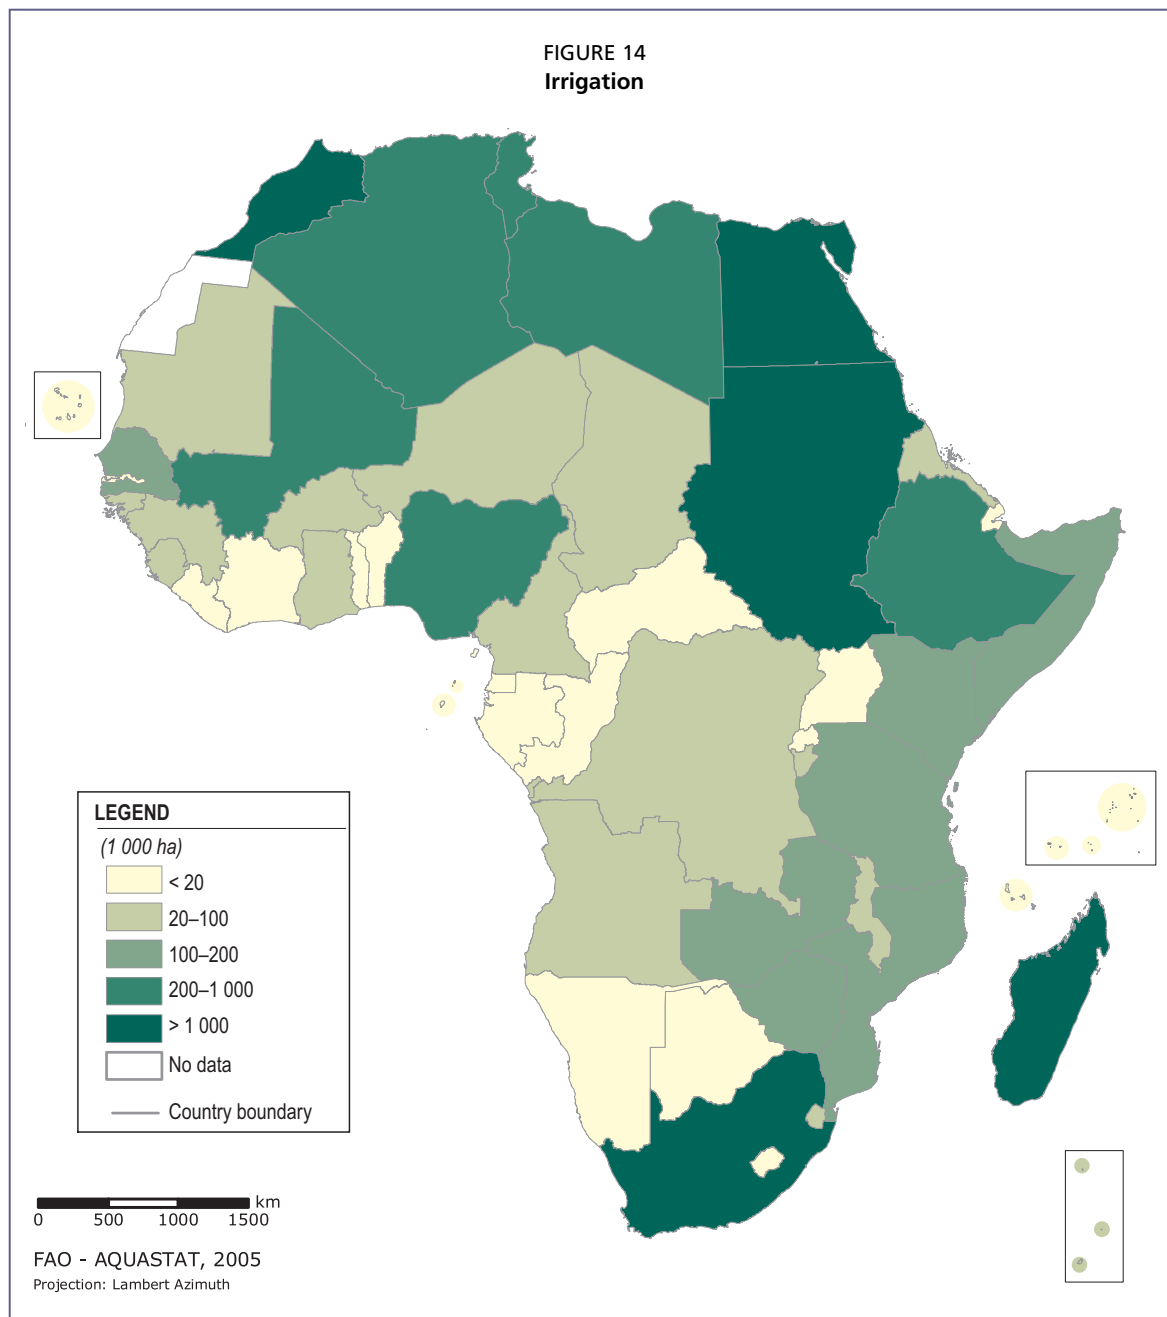 FIGURE 14
Irrigation
LEGEND
(1 000 ha)
< 20
20–100
100–200
200–1 000
> 1 000
No data
Country boundary
km
0 500 1000 1500
FAO - AQUASTAT, 2005
Projection: Lambert Azimuth